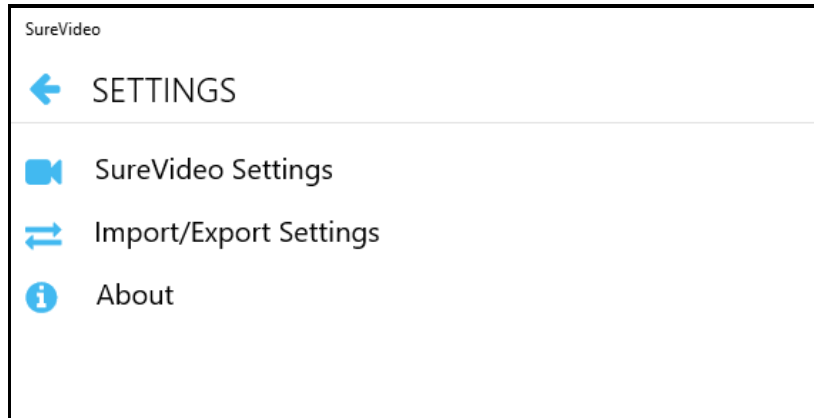 SureVideo
SETTINGS
SureVideo Settings
Import/Export Settings
About